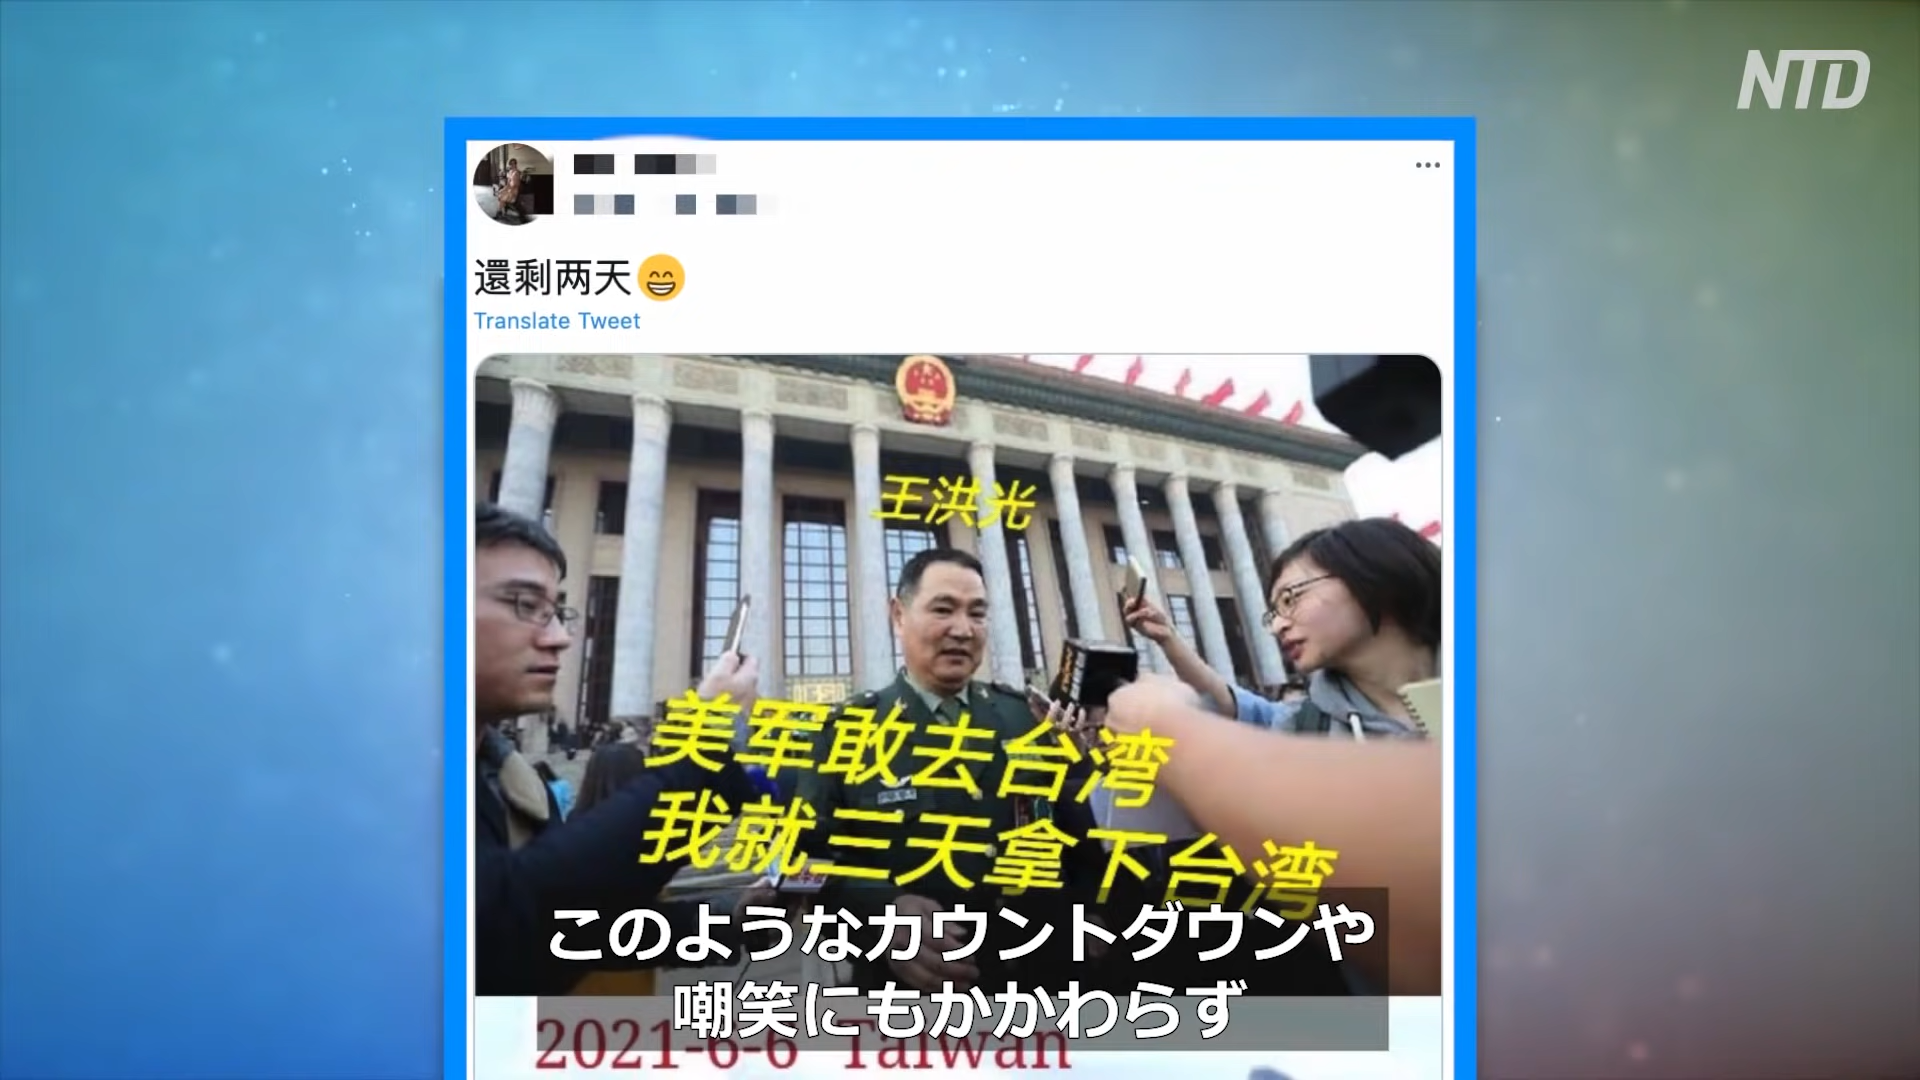 NTD
還剩两天😁
Translate Tweet
王洪光
美军敢去台湾
我就三天拿下台湾
このようなカウントダウンや
嘲笑にもかかわらず
2021-6-6 Taiwan